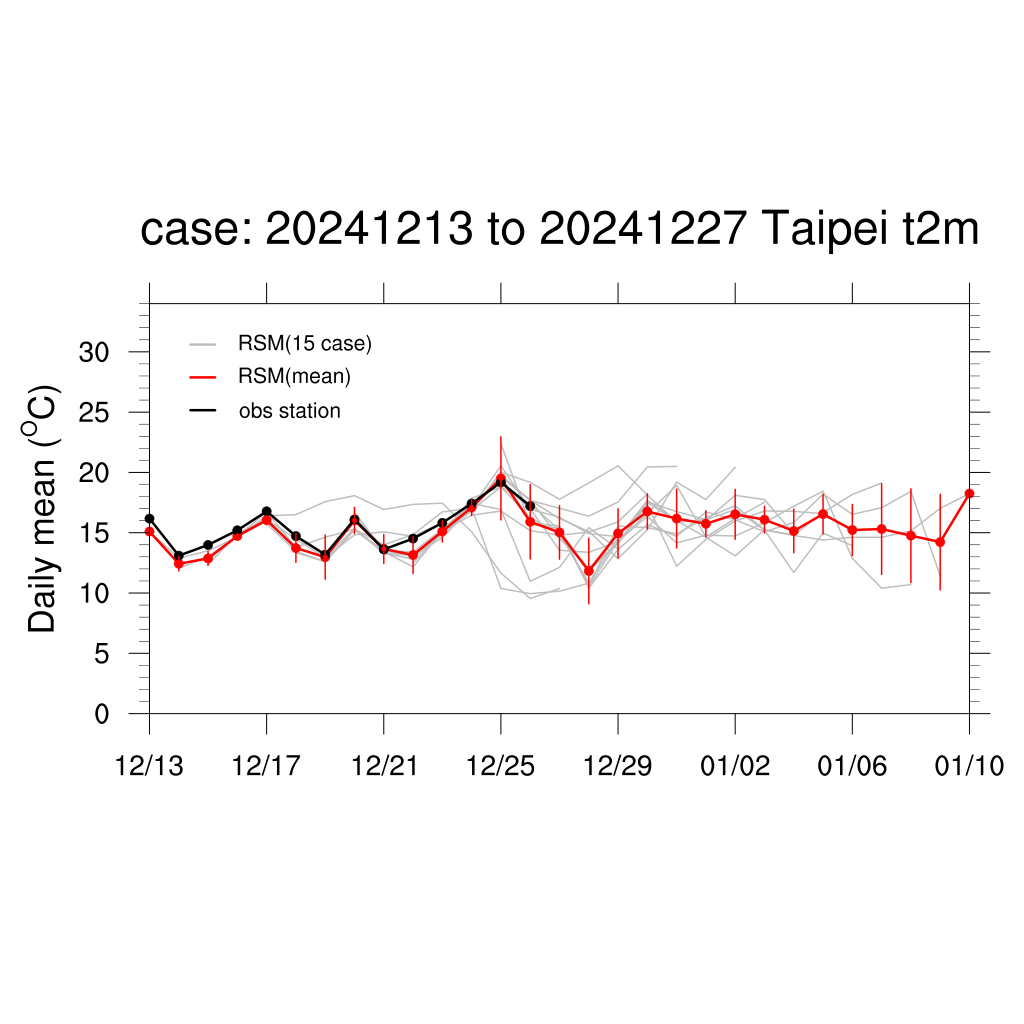 case: 20241213 to 20241227 Taipei t2m
RSM(15 case)
RSM(mean)
obs station
Daily mean (°C)
30
25
20
15
10
5
0
12/13 12/17 12/21 12/25 12/29 01/02 01/06 01/10